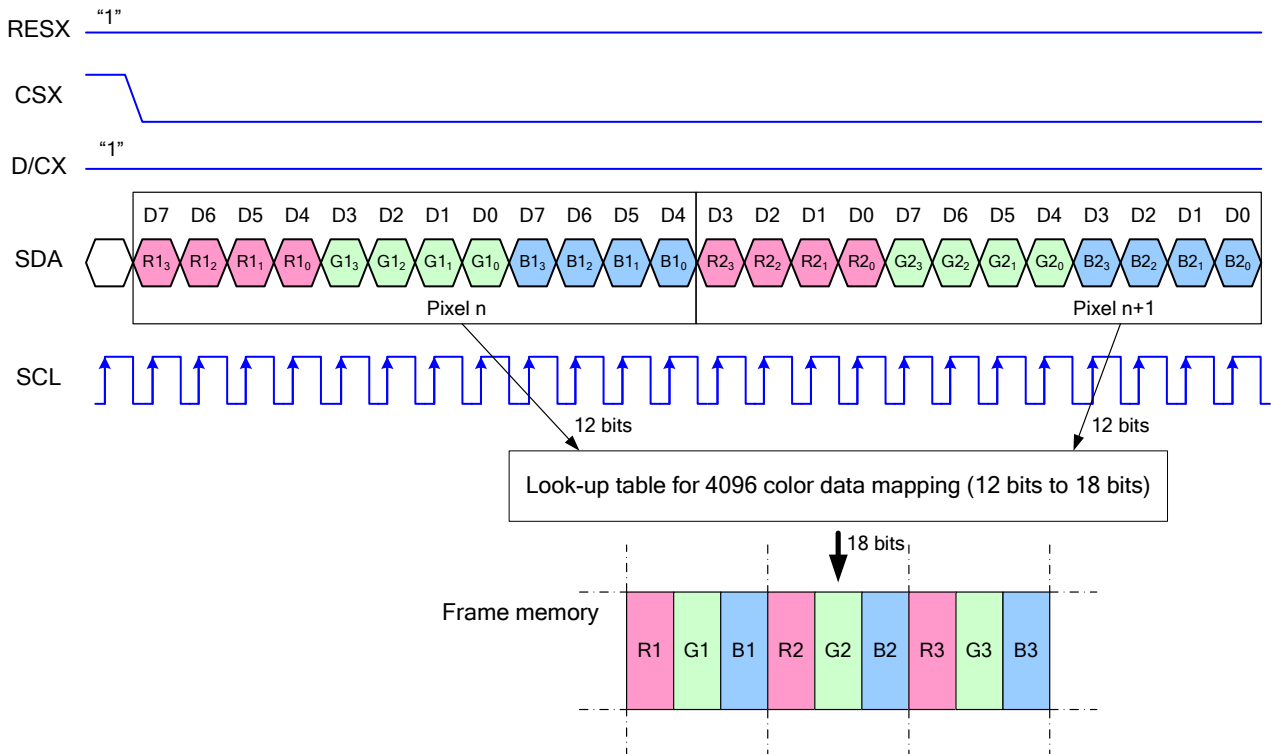 RESX “1”
CSX
D/CX “1”
D7 D6 D5 D4 D3 D2 D1 D0 D7 D6 D5 D4 D3 D2 D1 D0 D7 D6 D5 D4 D3 D2 D1 D0
SDA R1₃ R1₂ R1₁ R1₀ G1₃ G1₂ G1₁ G1₀ B1₃ B1₂ B1₁ B1₀ R2₃ R2₂ R2₁ R2₀ G2₃ G2₂ G2₁ G2₀ B2₃ B2₂ B2₁ B2₀
Pixel n Pixel n+1
SCL
12 bits 12 bits
Look-up table for 4096 color data mapping (12 bits to 18 bits)
18 bits
Frame memory
R1 G1 B1 R2 G2 B2 R3 G3 B3